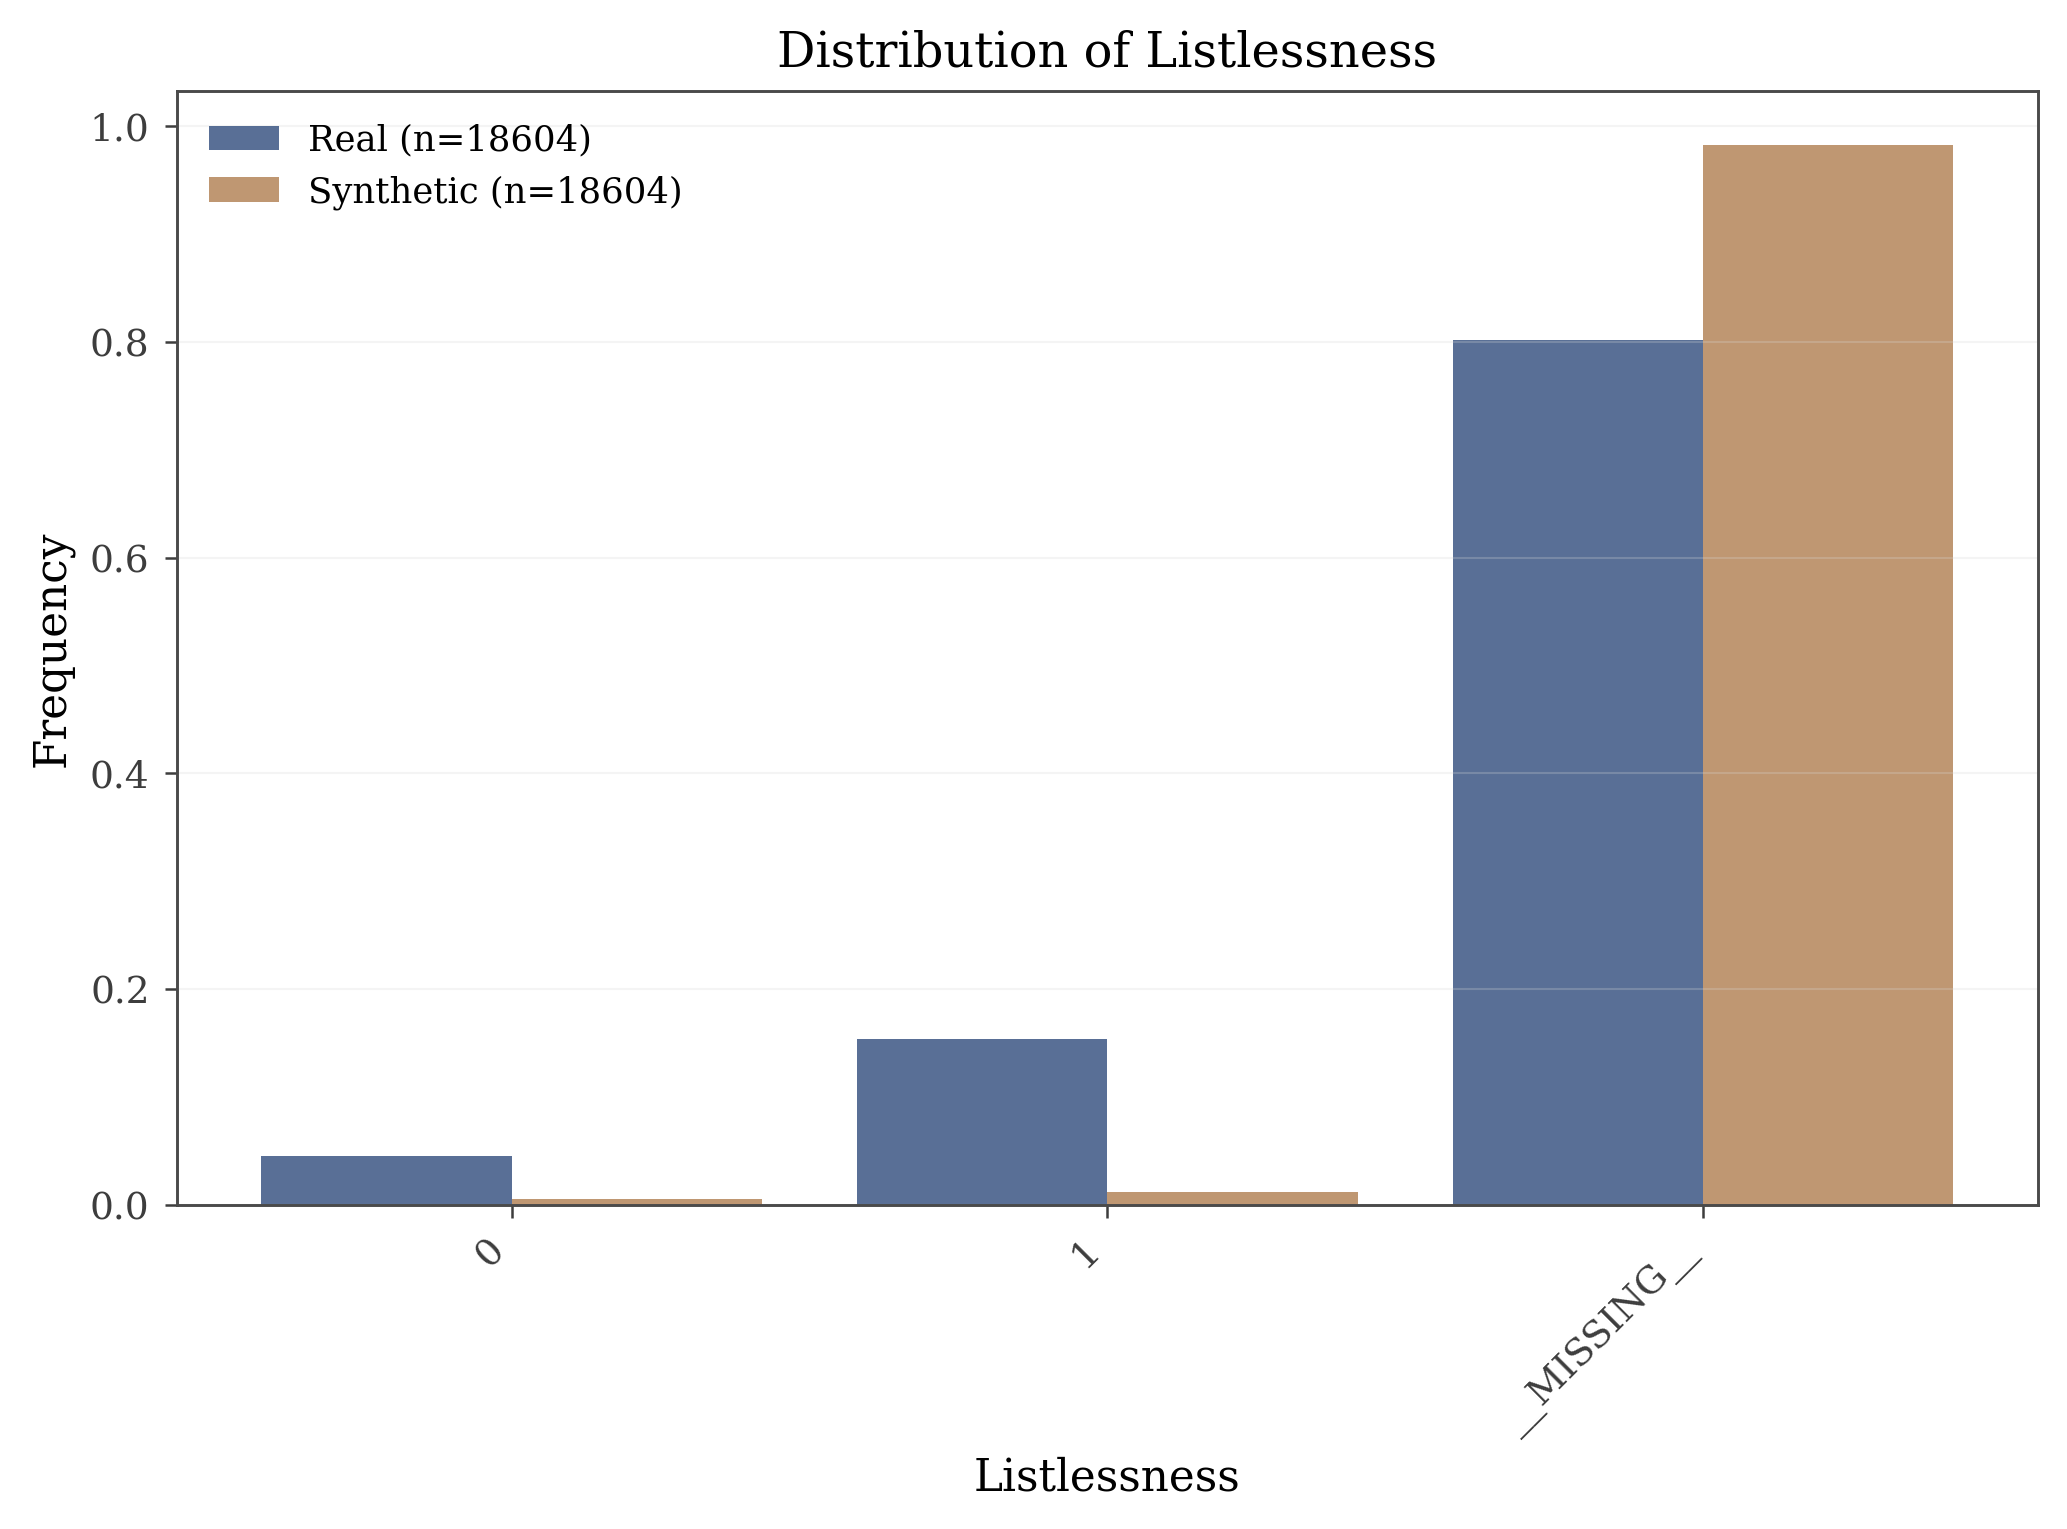 Distribution of Listlessness
Real (n=18604)
Synthetic (n=18604)
Frequency
1.0
0.8
0.6
0.4
0.2
0.0
0
1
__MISSING__
Listlessness